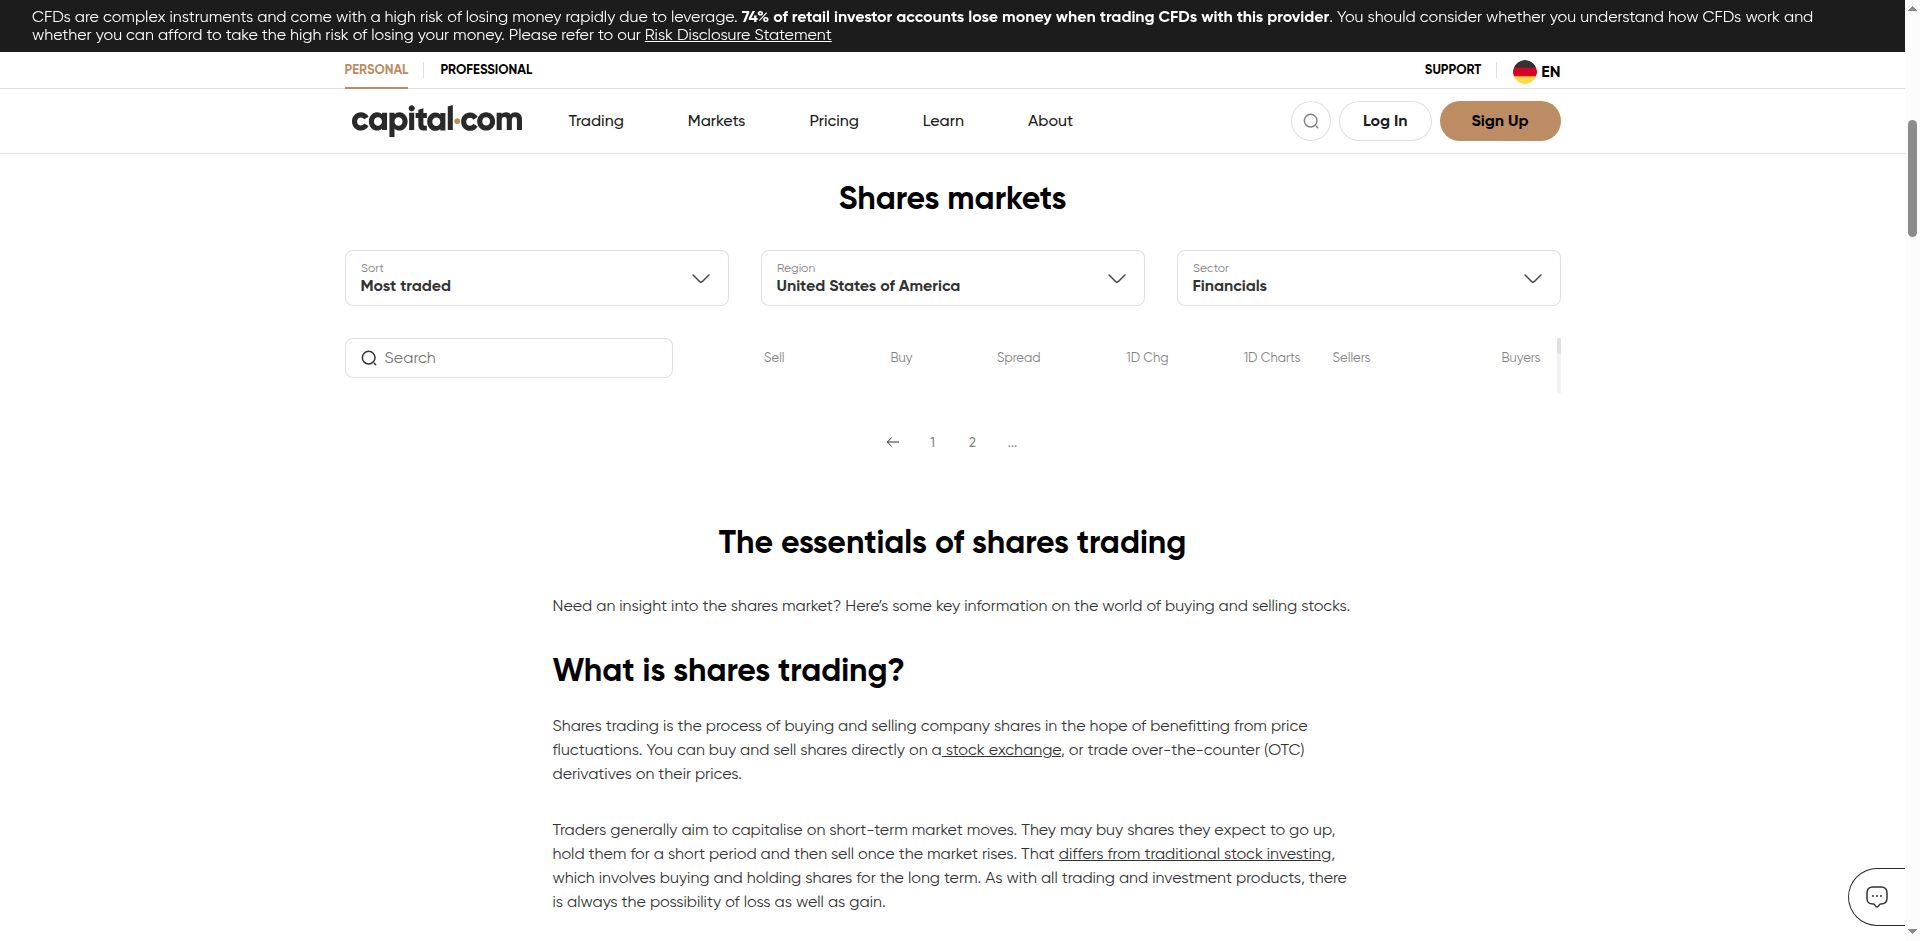 CFDs are complex instruments and come with a high risk of losing money rapidly due to leverage. 74% of retail investor accounts lose money when trading CFDs with this provider. You should consider whether you understand how CFDs work and
whether you can afford to take the high risk of losing your money. Please refer to our Risk Disclosure Statement
PERSONAL PROFESSIONAL SUPPORT EN
capital.com Trading Markets Pricing Learn About Log In Sign Up
Shares markets
Sort Region Sector
Most traded United States of America Financials
Search Sell Buy Spread 1D Chg 1D Charts Sellers Buyers
1 2 ...
The essentials of shares trading
Need an insight into the shares market? Here's some key information on the world of buying and selling stocks.
What is shares trading?
Shares trading is the process of buying and selling company shares in the hope of benefitting from price
fluctuations. You can buy and sell shares directly on a stock exchange, or trade over-the-counter (OTC)
derivatives on their prices.
Traders generally aim to capitalise on short-term market moves. They may buy shares they expect to go up,
hold them for a short period and then sell once the market rises. That differs from traditional stock investing,
which involves buying and holding shares for the long term. As with all trading and investment products, there
is always the possibility of loss as well as gain.